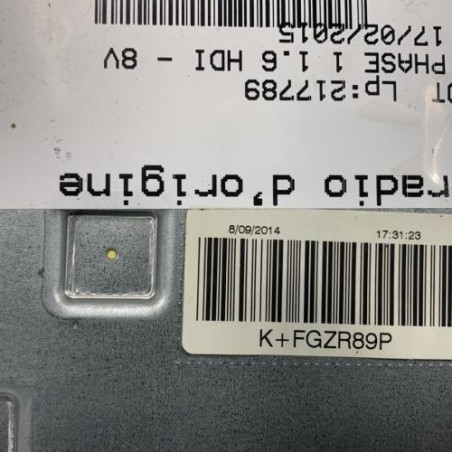 radio d'origine
OT Lp:217789
PHASE 1 1.6 HDI - 8V
17/02/2015
8/09/2014 17:31:23
K+FGZR89P